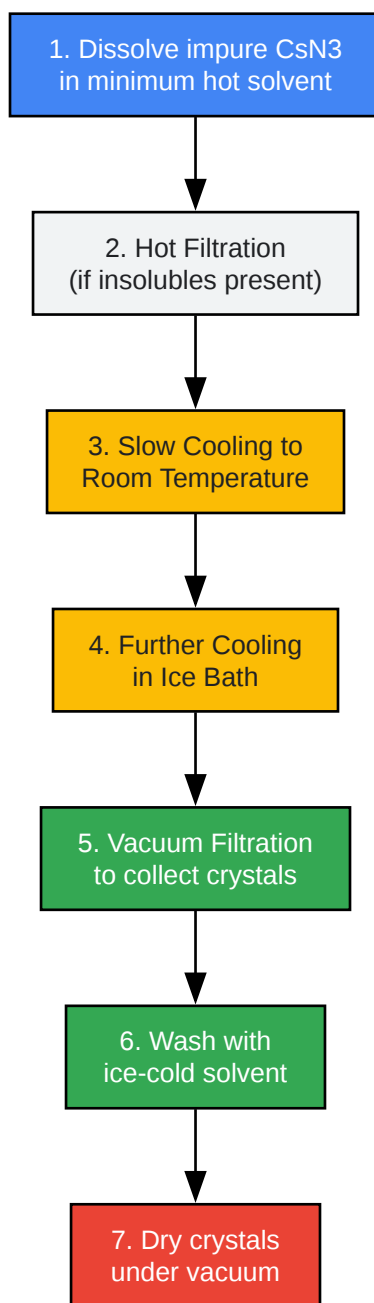 1. Dissolve impure CsN3
in minimum hot solvent
2. Hot Filtration
(if insolubles present)
3. Slow Cooling to
Room Temperature
4. Further Cooling
in Ice Bath
5. Vacuum Filtration
to collect crystals
6. Wash with
ice-cold solvent
7. Dry crystals
under vacuum